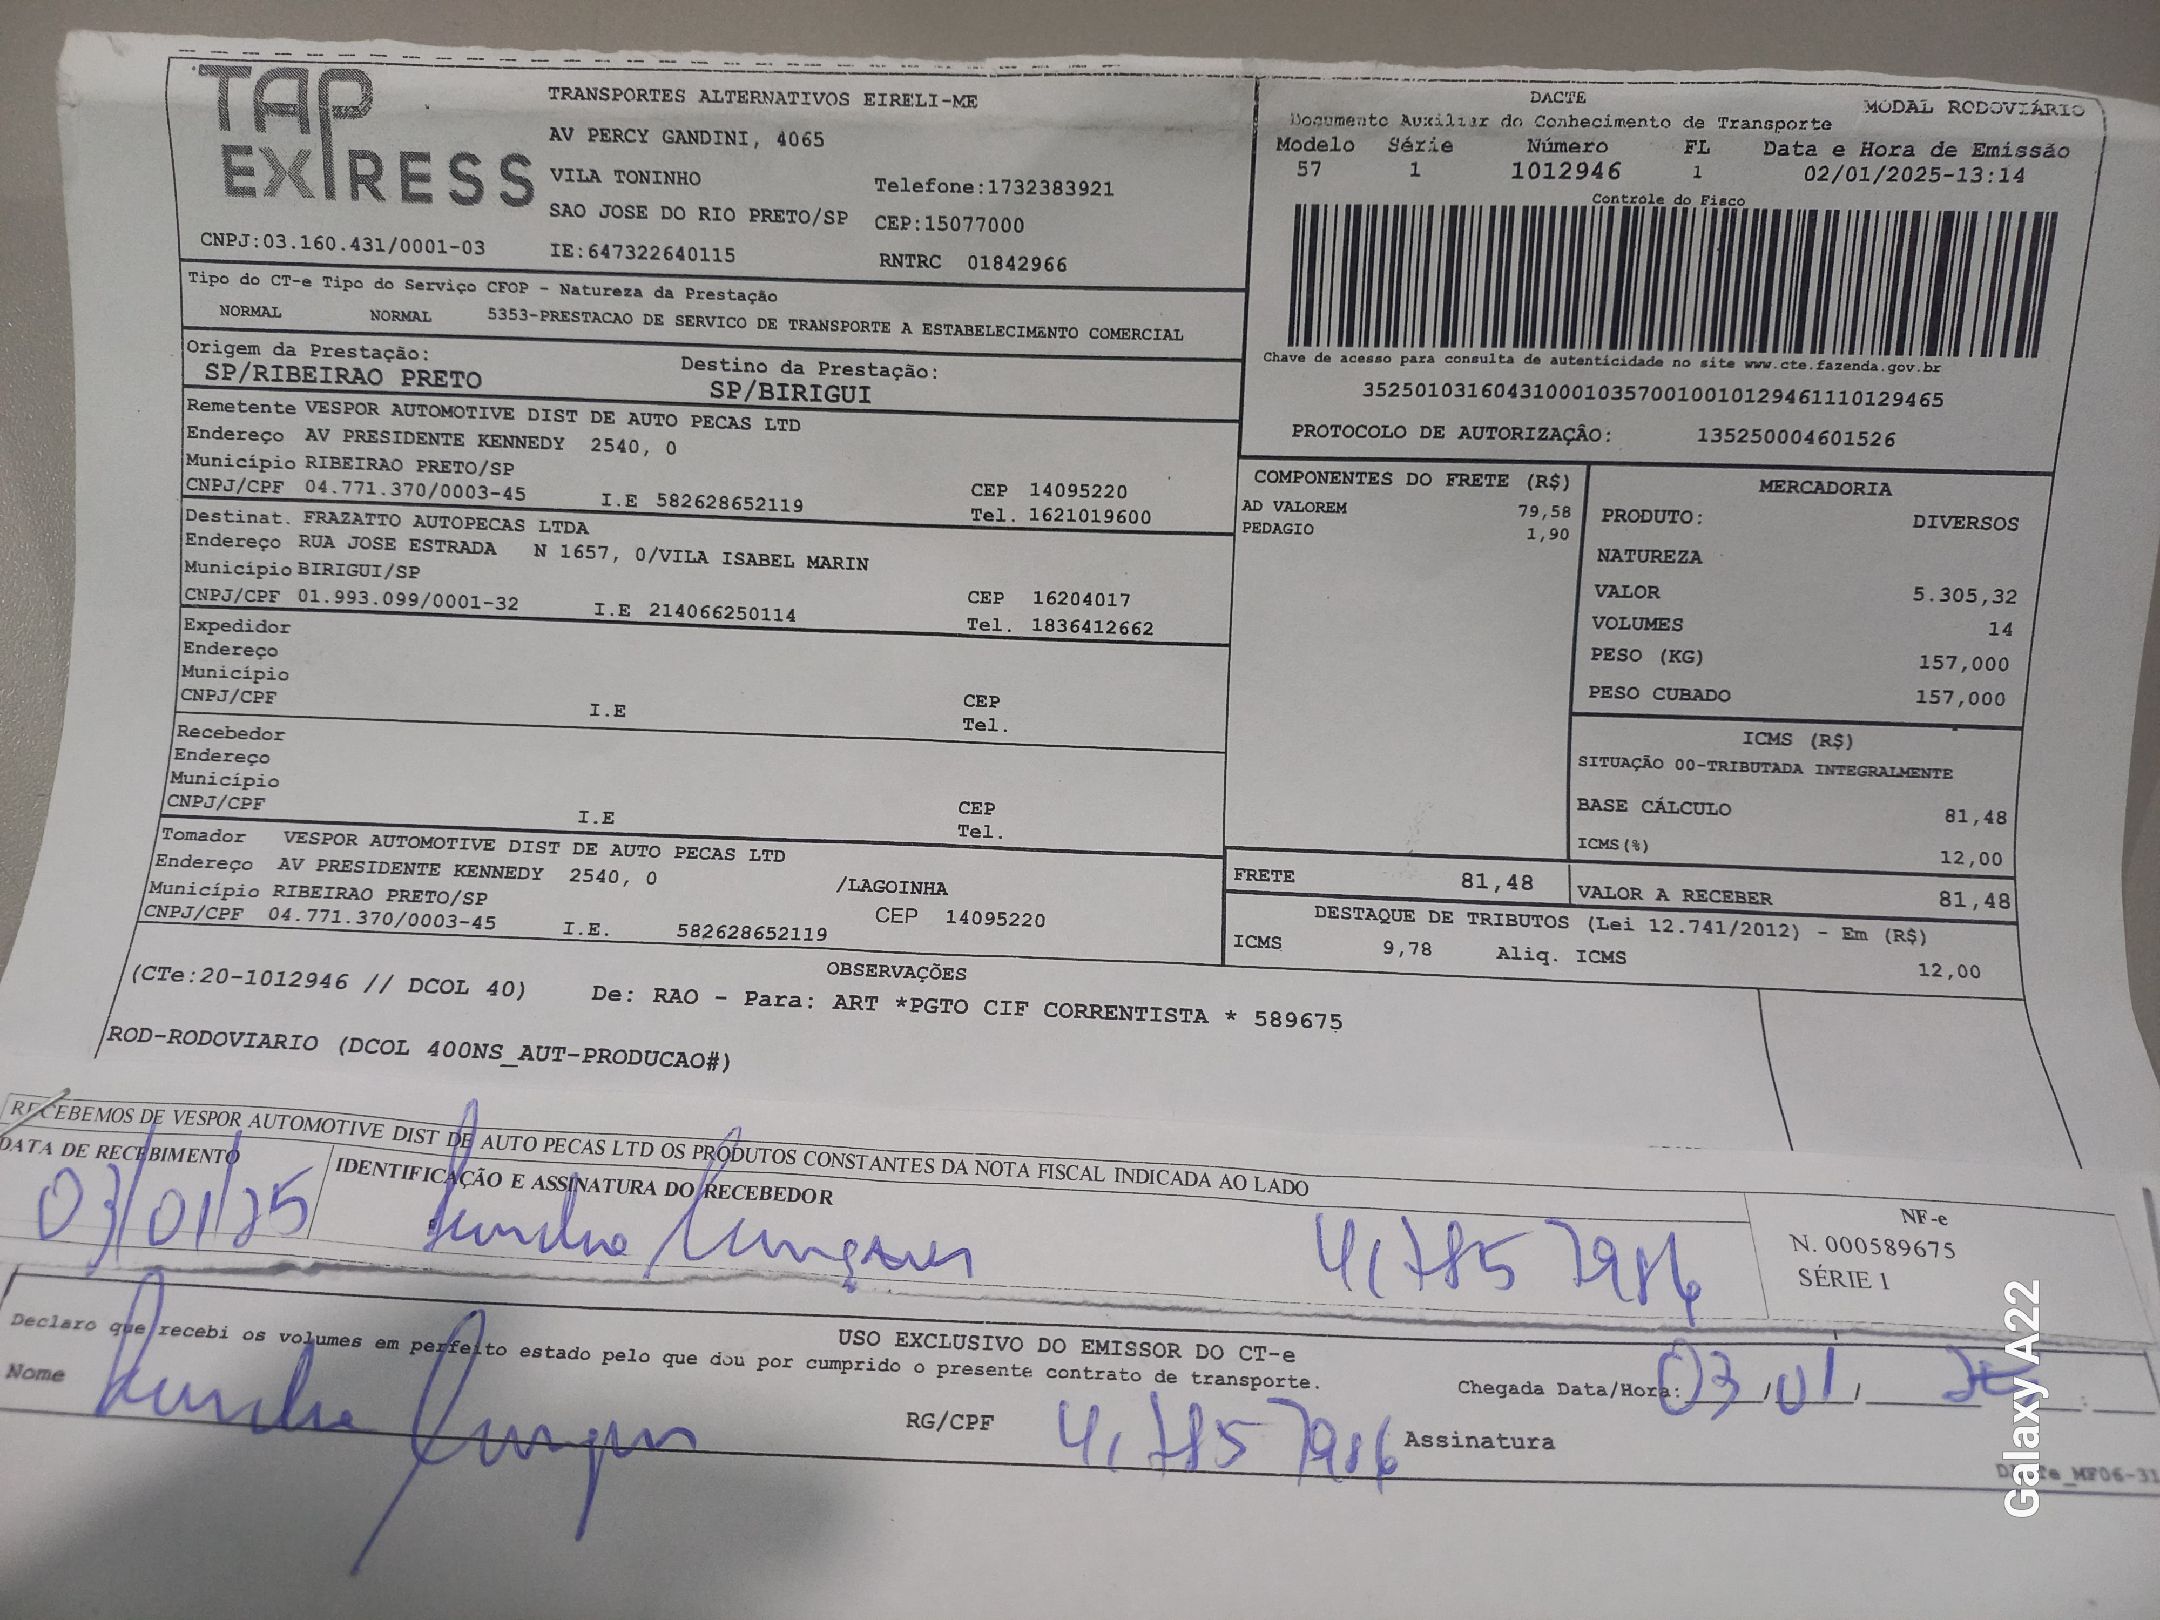 TAP EXPRESS
TRANSPORTES ALTERNATIVOS EIRELI-ME
AV PERCY GANDINI, 4065
VILA TONINHO Telefone:1732383921
SAO JOSE DO RIO PRETO/SP CEP:15077000
CNPJ:03.160.431/0001-03 IE:647322640115 RNTRC 01842966
DACTE MODAL RODOVIÁRIO
Documento Auxiliar do Conhecimento de Transporte
Modelo Série Número FL Data e Hora de Emissão
57 1 1012946 1 02/01/2025-13:14
Controle do Fisco
Chave de acesso para consulta de autenticidade no site www.cte.fazenda.gov.br
35250103160431000103570010010129461110129465
PROTOCOLO DE AUTORIZAÇÂO: 135250004601526
Tipo do CT-e Tipo do Serviço CFOP - Natureza da Prestação
NORMAL NORMAL 5353-PRESTACAO DE SERVICO DE TRANSPORTE A ESTABELECIMENTO COMERCIAL
Origem da Prestação: Destino da Prestação:
SP/RIBEIRAO PRETO SP/BIRIGUI
Remetente VESPOR AUTOMOTIVE DIST DE AUTO PECAS LTD
Endereço AV PRESIDENTE KENNEDY 2540, 0
Município RIBEIRAO PRETO/SP CEP 14095220
CNPJ/CPF 04.771.370/0003-45 I.E 582628652119 Tel. 1621019600
Destinat. FRAZATTO AUTOPECAS LTDA
Endereço RUA JOSE ESTRADA N 1657, 0/VILA ISABEL MARIN
Município BIRIGUI/SP CEP 16204017
CNPJ/CPF 01.993.099/0001-32 I.E 214066250114 Tel. 1836412662
Expedidor
Endereço
Município CEP
CNPJ/CPF I.E Tel.
Recebedor
Endereço
Município CEP
CNPJ/CPF I.E Tel.
Tomador VESPOR AUTOMOTIVE DIST DE AUTO PECAS LTD
Endereço AV PRESIDENTE KENNEDY 2540, 0 /LAGOINHA
Município RIBEIRAO PRETO/SP CEP 14095220
CNPJ/CPF 04.771.370/0003-45 I.E. 582628652119
COMPONENTES DO FRETE (R$)
AD VALOREM 79,58
PEDAGIO 1,90
MERCADORIA
PRODUTO: DIVERSOS
NATUREZA
VALOR 5.305,32
VOLUMES 14
PESO (KG) 157,000
PESO CUBADO 157,000
ICMS (R$)
SITUAÇÃO 00-TRIBUTADA INTEGRALMENTE
BASE CÁLCULO 81,48
ICMS(%) 12,00
FRETE 81,48 VALOR A RECEBER 81,48
DESTAQUE DE TRIBUTOS (Lei 12.741/2012) - Em (R$)
ICMS 9,78 Aliq. ICMS 12,00
OBSERVAÇÕES
(CTe:20-1012946 // DCOL 40) De: RAO - Para: ART *PGTO CIF CORRENTISTA * 589675
ROD-RODOVIARIO (DCOL 400NS_AUT-PRODUCAO#)
RECEBEMOS DE VESPOR AUTOMOTIVE DIST DE AUTO PECAS LTD OS PRODUTOS CONSTANTES DA NOTA FISCAL INDICADA AO LADO
DATA DE RECEBIMENTO IDENTIFICAÇÃO E ASSINATURA DO RECEBEDOR
03/01/25 41785 7986
NF-e
N. 000589675
SÉRIE 1
USO EXCLUSIVO DO EMISSOR DO CT-e
Declaro que recebi os volumes em perfeito estado pelo que dou por cumprido o presente contrato de transporte.
Chegada Data/Hora: 03/01/
Nome RG/CPF 41785 7986 Assinatura
Galaxy A22